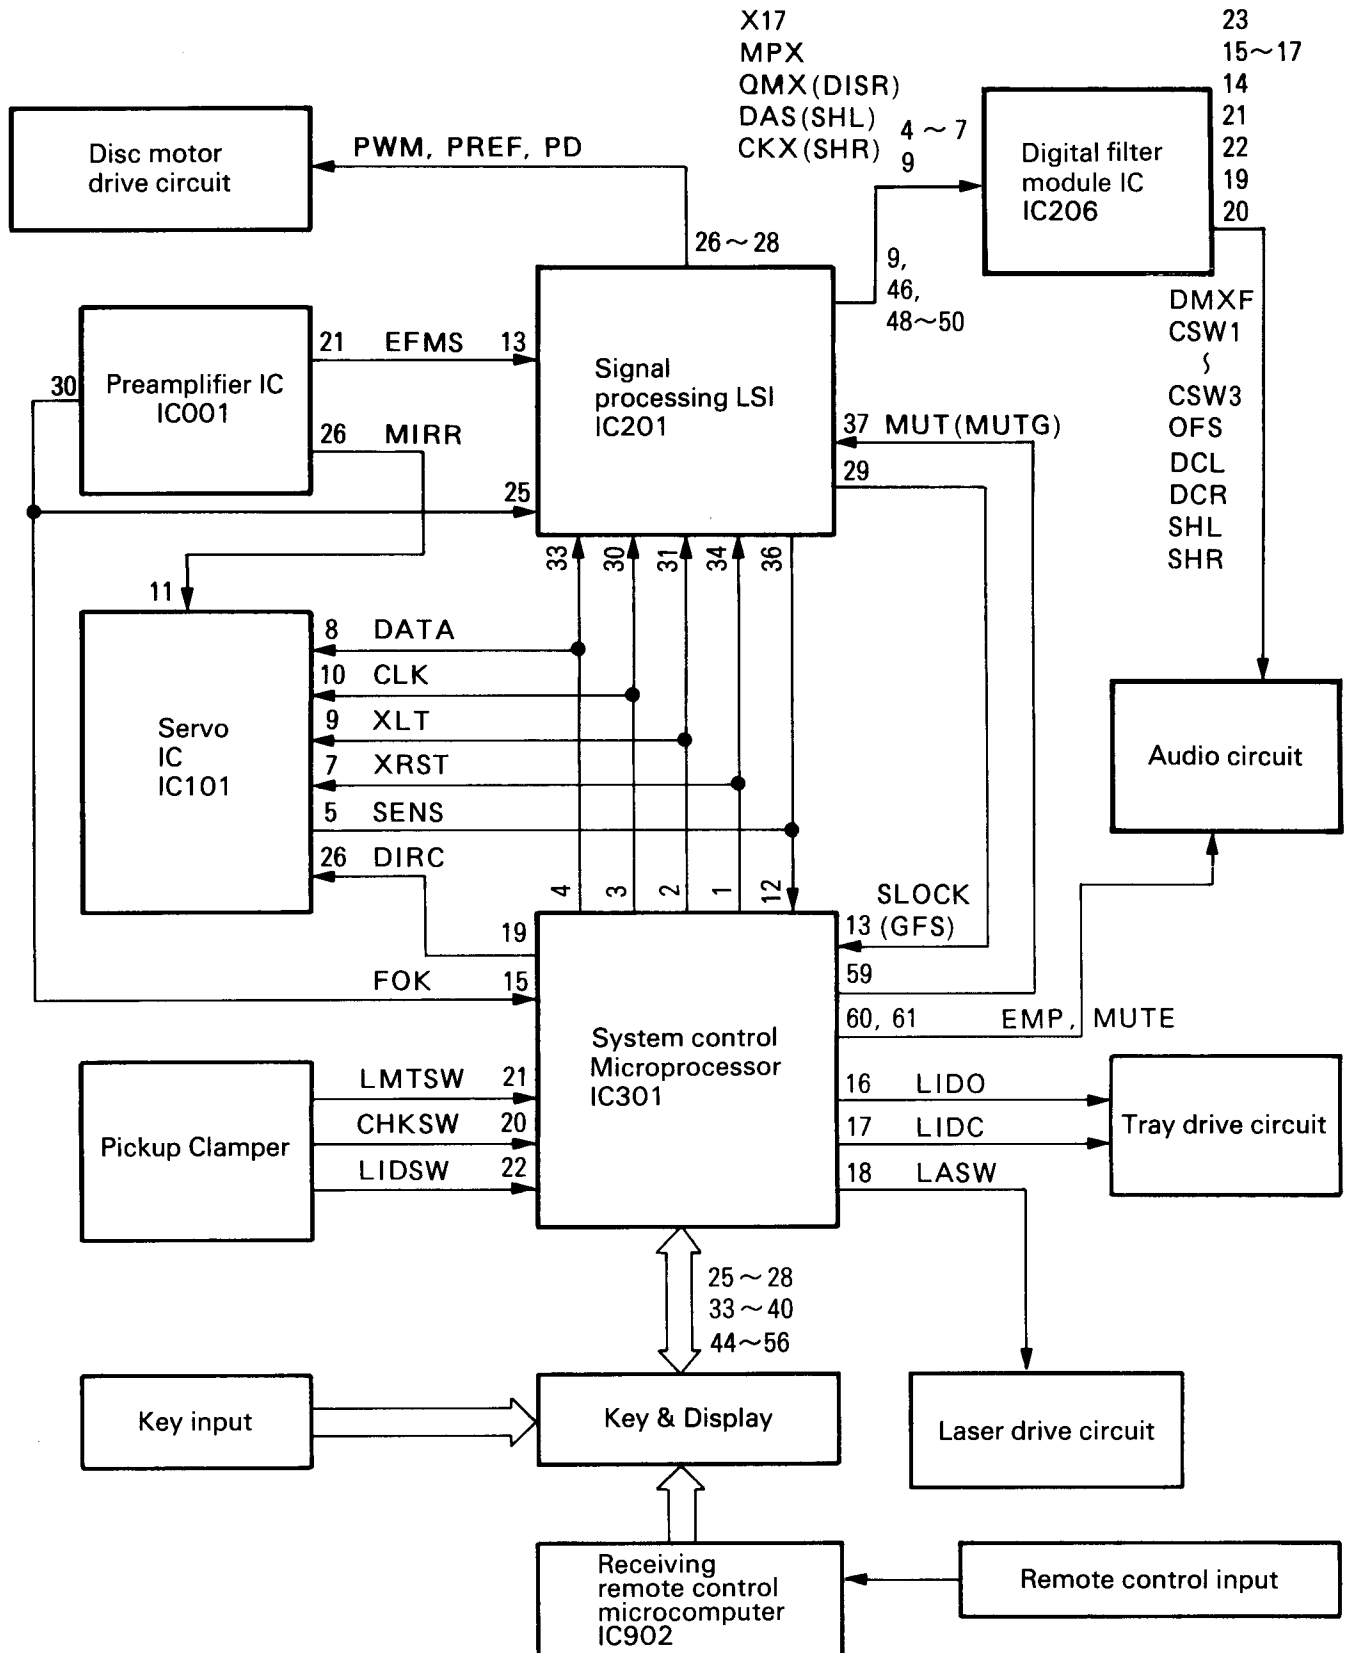 X17
MPX
QMX(DISR)
DAS(SHL)
CKX(SHR)
4～7
9
23
15～17
14
21
22
19
20
Disc motor
drive circuit
PWM, PREF, PD
26～28
Digital filter
module IC
IC206
9,
46,
48～50
DMXF
CSW1
∫
CSW3
OFS
DCL
DCR
SHL
SHR
Preamplifier IC
IC001
30
21 EFMS 13
26 MIRR
25
Signal
processing LSI
IC201
37 MUT(MUTG)
29
33
30
31
34
36
11
Servo
IC
IC101
8 DATA
10 CLK
9 XLT
7 XRST
5 SENS
26 DIRC
4
3
2
1
12
Audio circuit
SLOCK
13 (GFS)
19
FOK 15
59
60, 61 EMP, MUTE
System control
Microprocessor
IC301
Pickup Clamper
LMTSW 21
CHKSW 20
LIDSW 22
16 LIDO
17 LIDC
18 LASW
Tray drive circuit
25～28
33～40
44～56
Key input
Key & Display
Laser drive circuit
Receiving
remote control
microcomputer
IC902
Remote control input